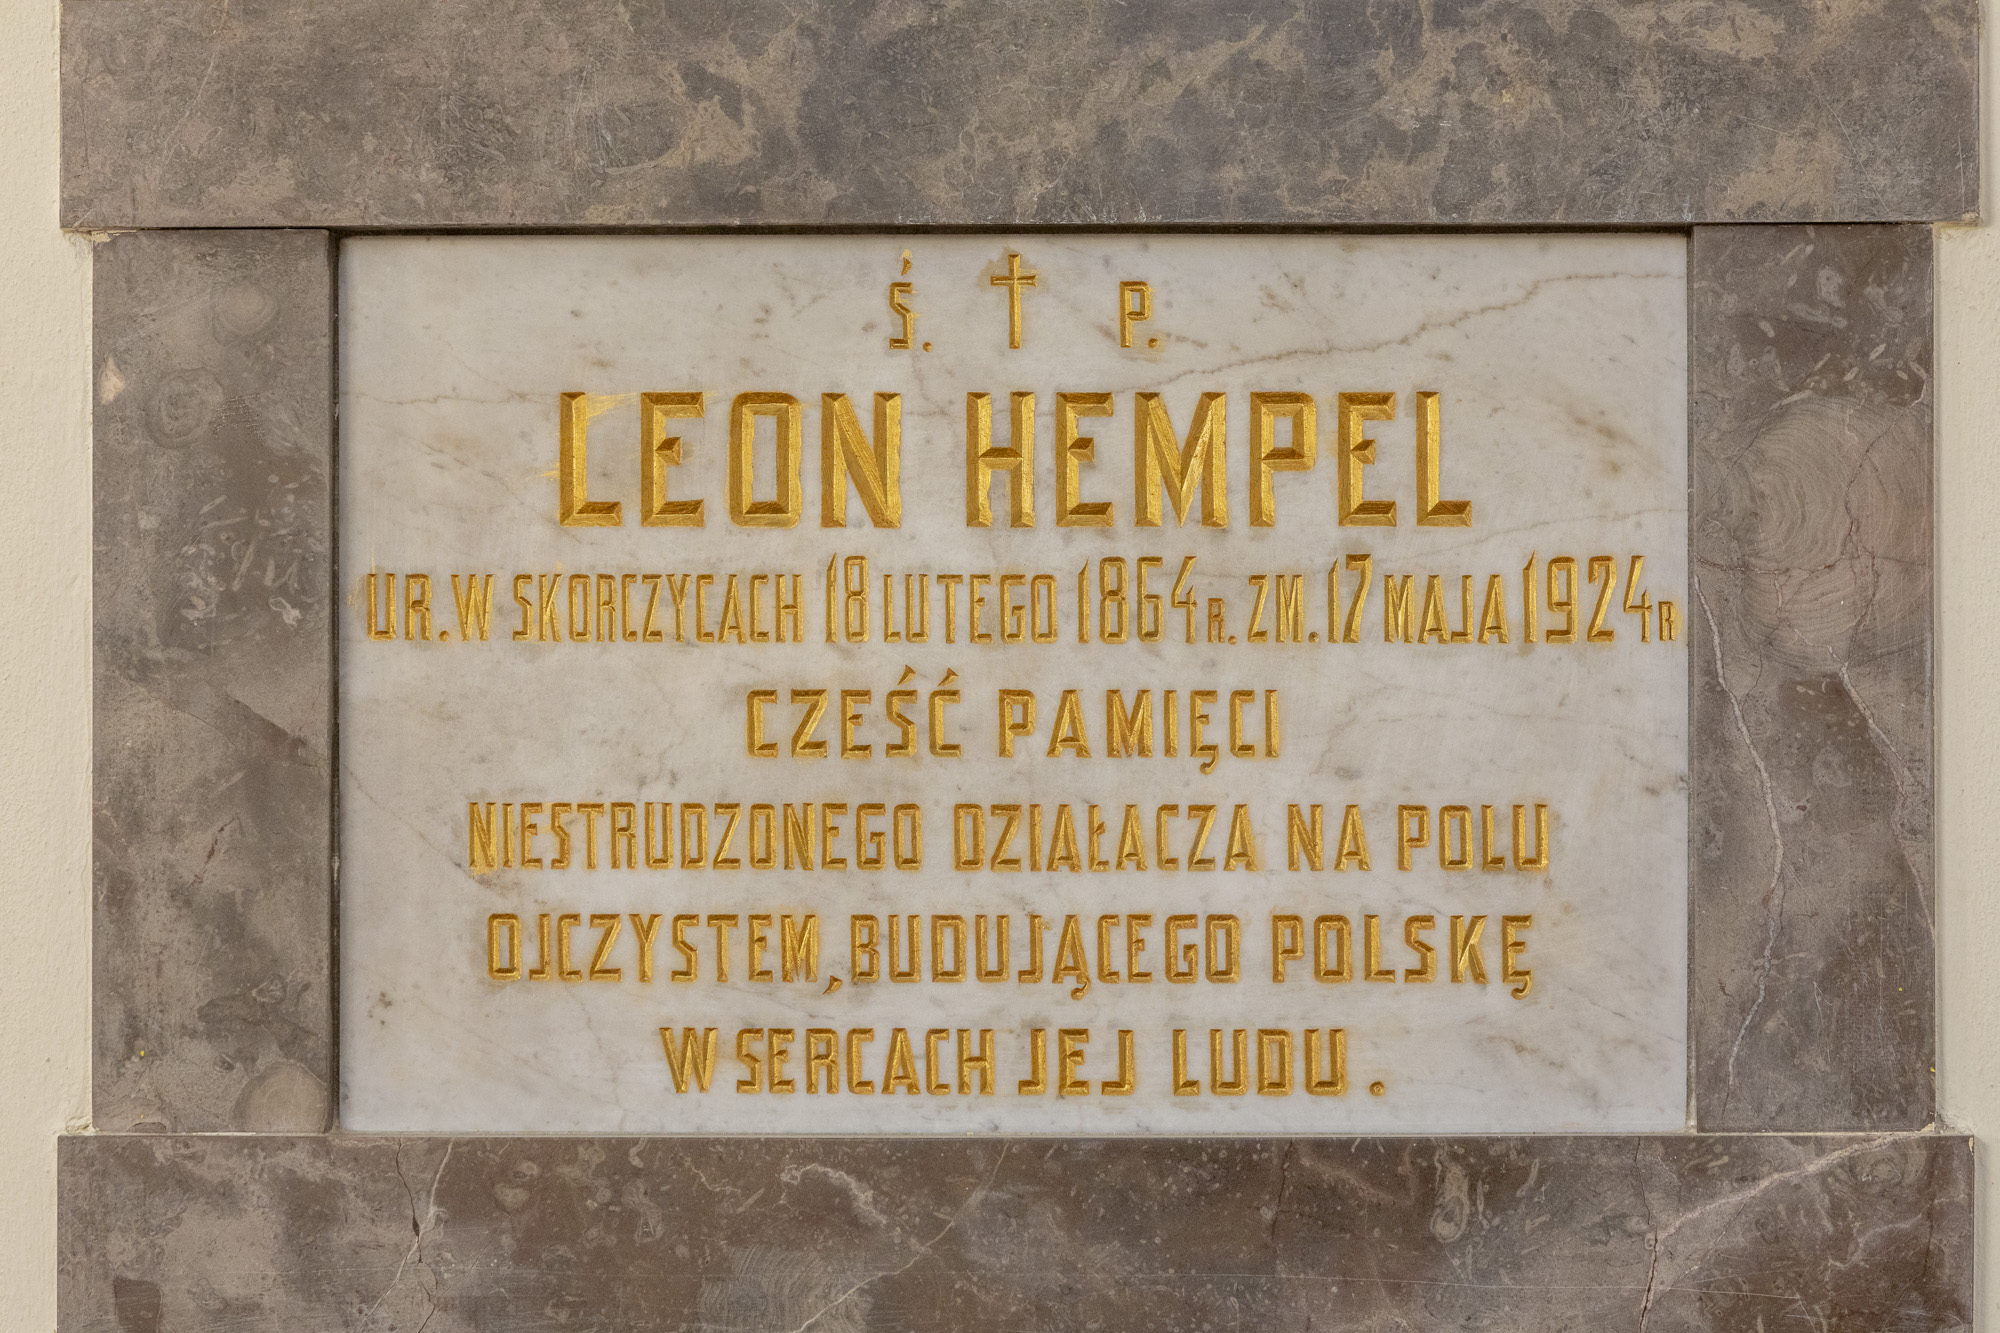 Ś. † P.
LEON HEMPEL
UR. W SKORCZYCACH 18 LUTEGO 1864 R. ZM. 17 MAJA 1924 R
CZEŚĆ PAMIĘCI
NIESTRUDZONEGO DZIAŁACZA NA POLU
OJCZYSTEM, BUDUJĄCEGO POLSKĘ
W SERCACH JEJ LUDU.